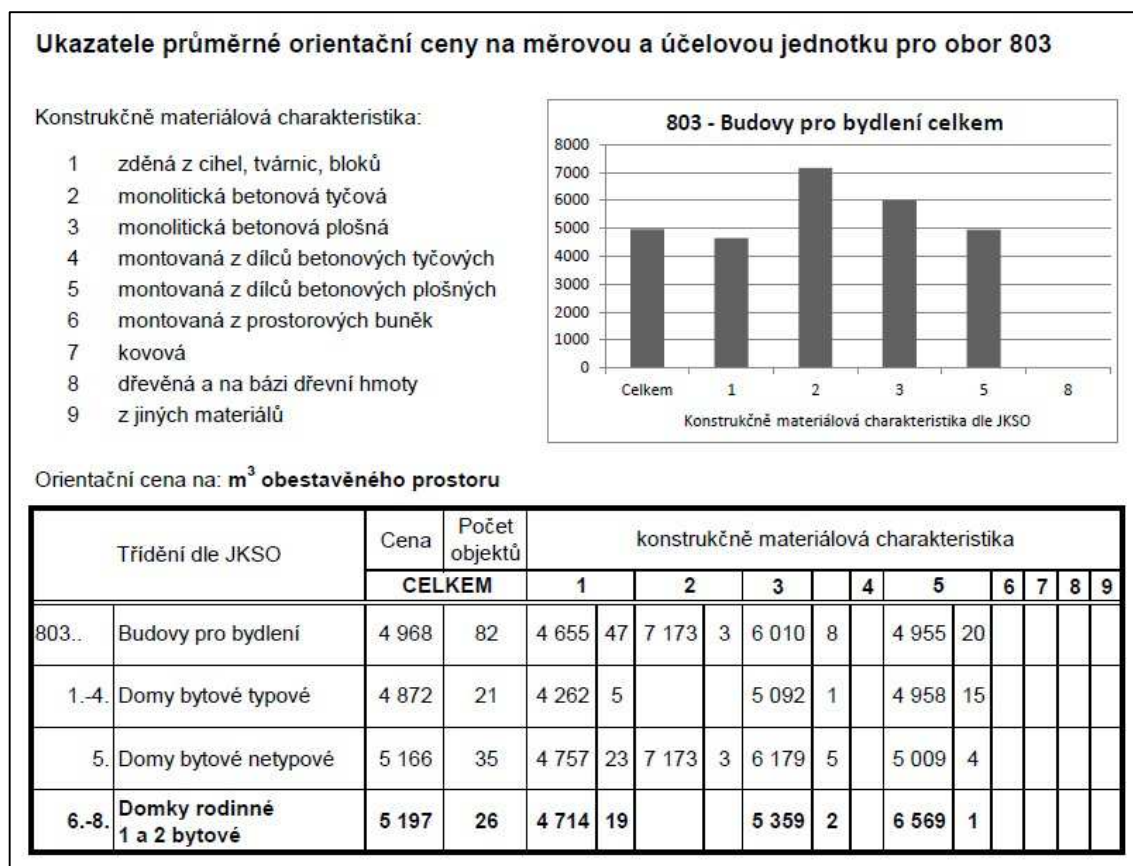 Ukazatele průměrné orientační ceny na měrovou a účelovou jednotku pro obor 803
Konstrukčně materiálová charakteristika:
1 zděná z cihel, tvárnic, bloků
2 monolitická betonová tyčová
3 monolitická betonová plošná
4 montovaná z dílců betonových tyčových
5 montovaná z dílců betonových plošných
6 montovaná z prostorových buněk
7 kovová
8 dřevěná a na bázi dřevní hmoty
9 z jiných materiálů
803 - Budovy pro bydlení celkem
8000
7000
6000
5000
4000
3000
2000
1000
0
Celkem 1 2 3 5 8
Konstrukčně materiálová charakteristika dle JKSO
Orientační cena na: m³ obestavěného prostoru
Třídění dle JKSO Cena Počet objektů konstrukčně materiálová charakteristika
CELKEM 1 2 3 4 5 6 7 8 9
803.. Budovy pro bydlení 4 968 82 4 655 47 7 173 3 6 010 8 4 955 20
1.-4. Domy bytové typové 4 872 21 4 262 5 5 092 1 4 958 15
5. Domy bytové netypové 5 166 35 4 757 23 7 173 3 6 179 5 5 009 4
6.-8. Domky rodinné 1 a 2 bytové 5 197 26 4 714 19 5 359 2 6 569 1